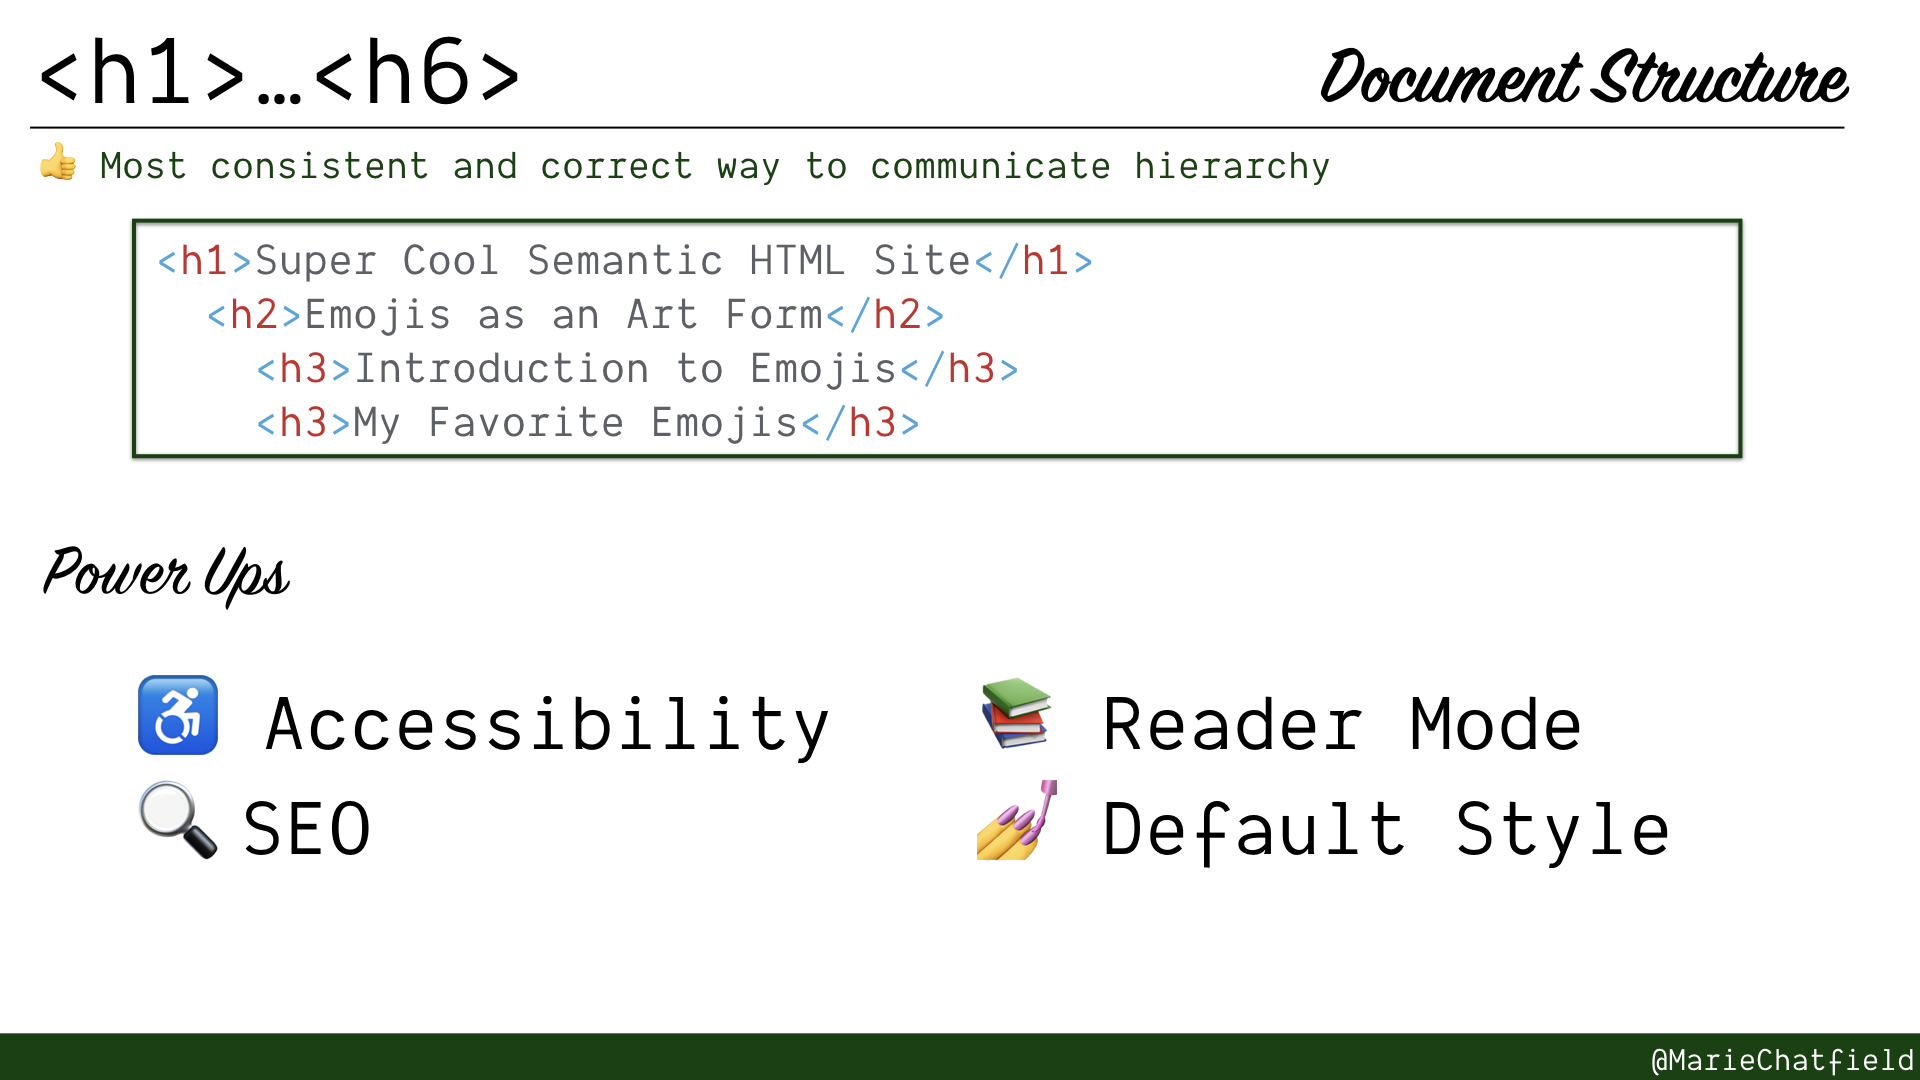 <h1>…<h6>
Document Structure
👍 Most consistent and correct way to communicate hierarchy
<h1>Super Cool Semantic HTML Site</h1>
<h2>Emojis as an Art Form</h2>
<h3>Introduction to Emojis</h3>
<h3>My Favorite Emojis</h3>
Power Ups
♿ Accessibility
📚 Reader Mode
🔍 SEO
💅 Default Style
@MarieChatfield